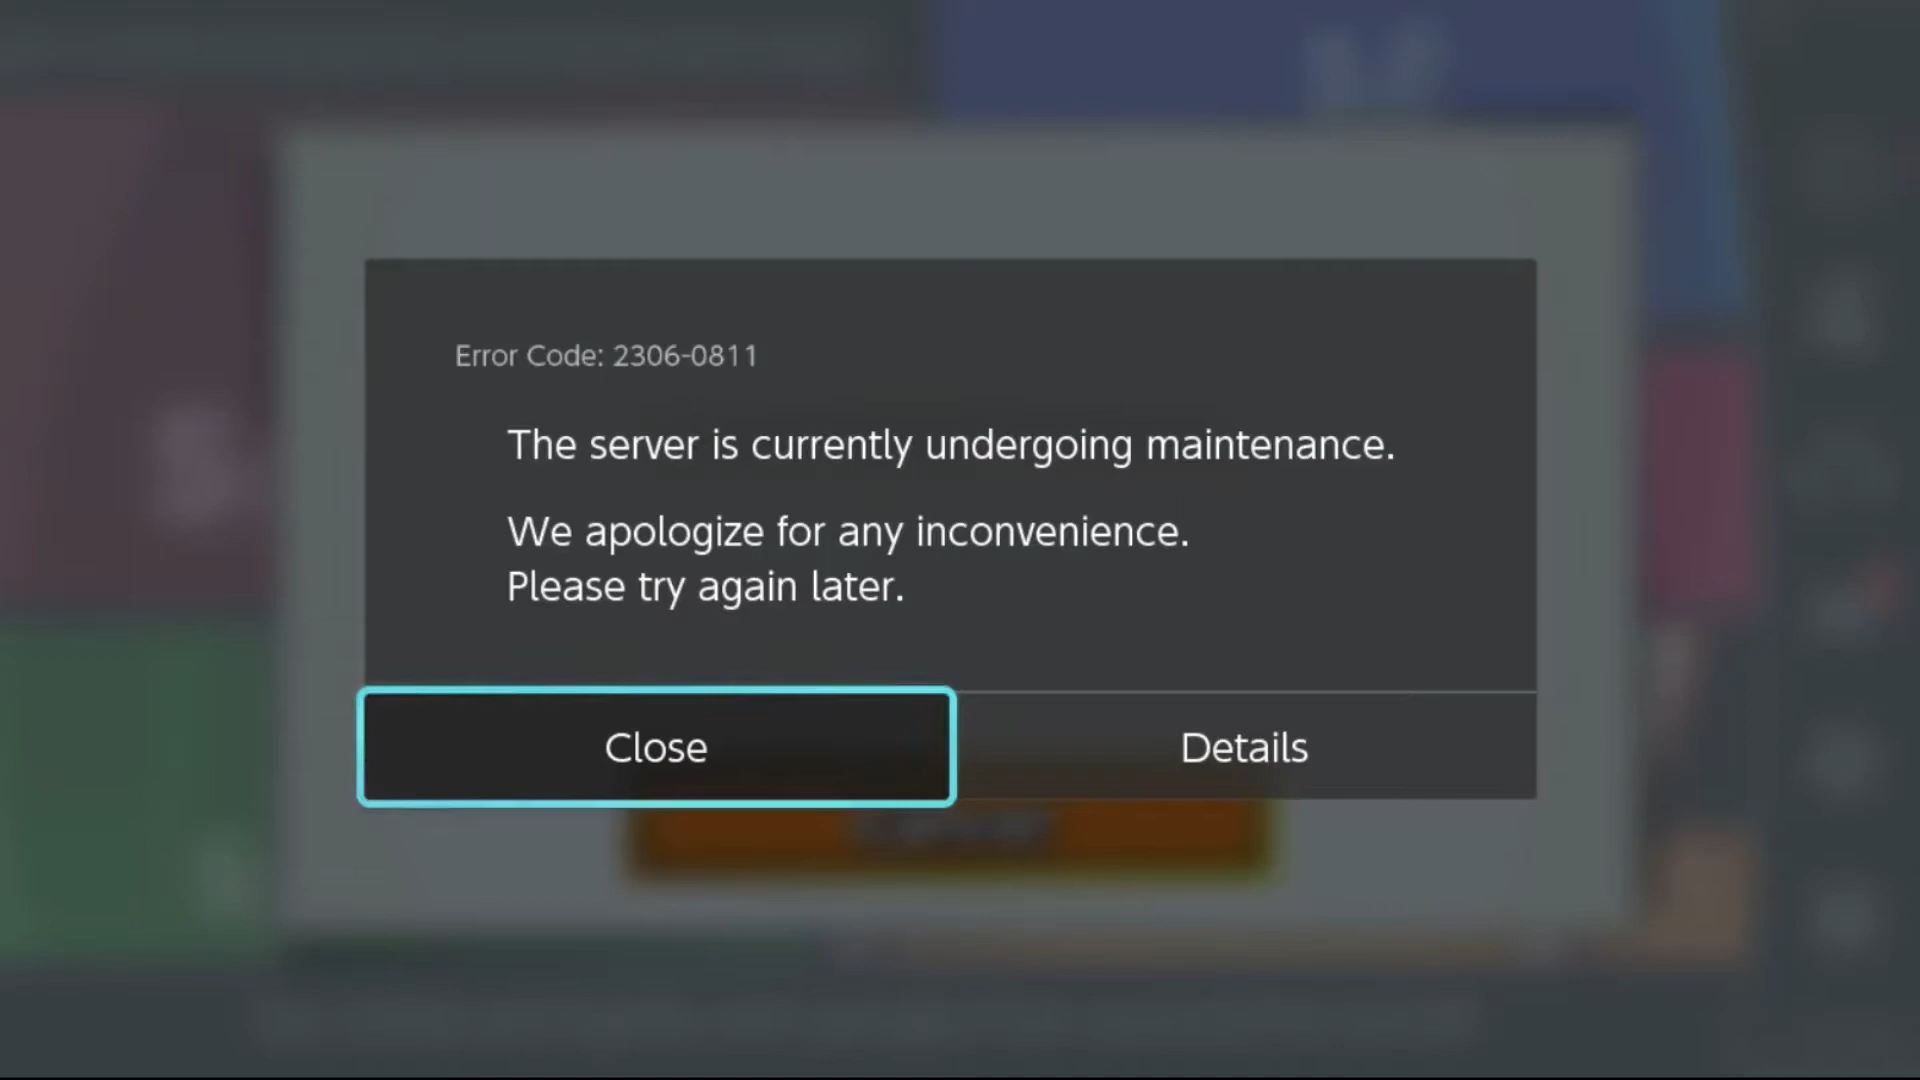 Error Code: 2306-0811
The server is currently undergoing maintenance.
We apologize for any inconvenience.
Please try again later.
Close
Details